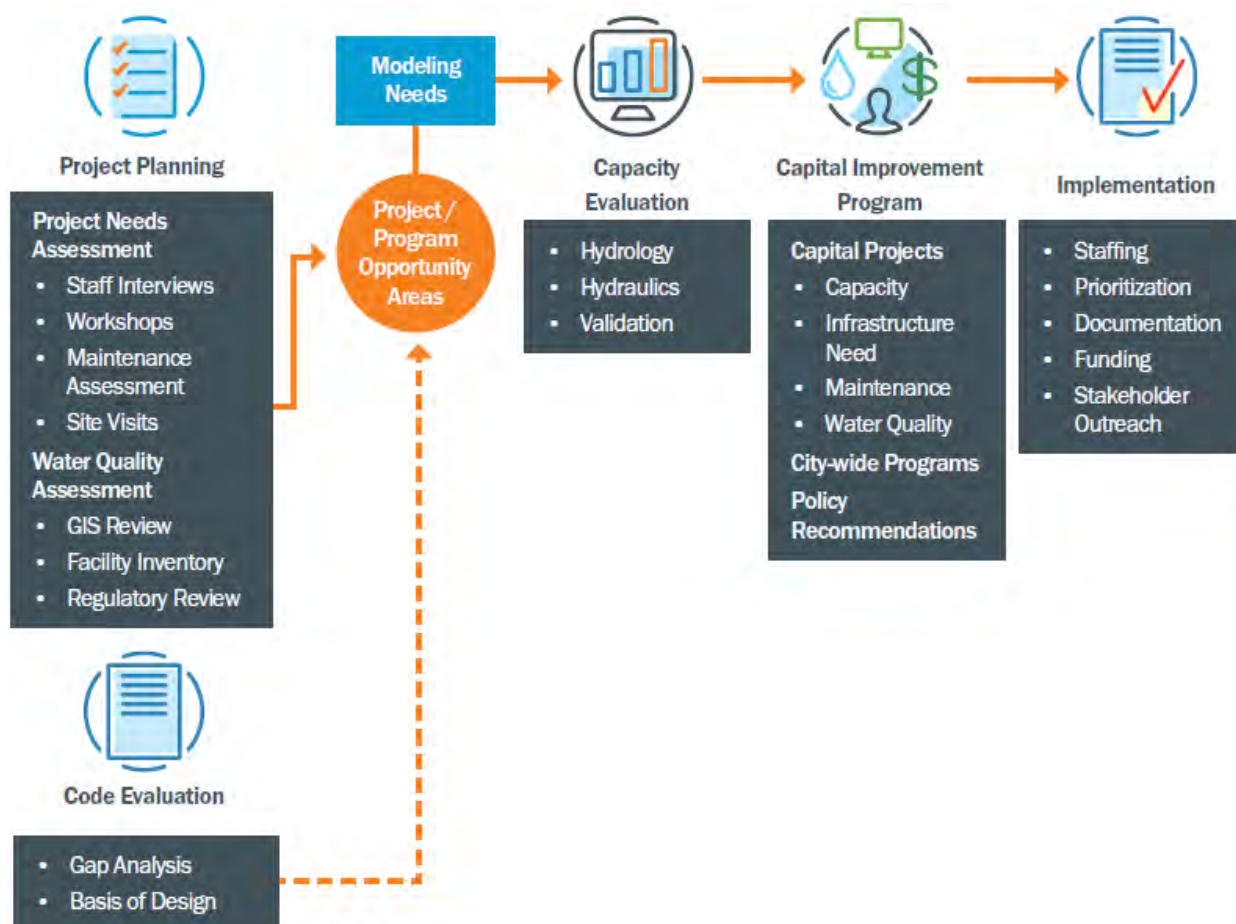 Project Planning
Project Needs
Assessment
▪ Staff Interviews
▪ Workshops
▪ Maintenance
Assessment
▪ Site Visits
Water Quality
Assessment
▪ GIS Review
▪ Facility Inventory
▪ Regulatory Review
Code Evaluation
▪ Gap Analysis
▪ Basis of Design
Modeling
Needs
Project /
Program
Opportunity
Areas
Capacity
Evaluation
▪ Hydrology
▪ Hydraulics
▪ Validation
Capital Improvement
Program
Capital Projects
▪ Capacity
▪ Infrastructure
Need
▪ Maintenance
▪ Water Quality
City-wide Programs
Policy
Recommendations
Implementation
▪ Staffing
▪ Prioritization
▪ Documentation
▪ Funding
▪ Stakeholder
Outreach